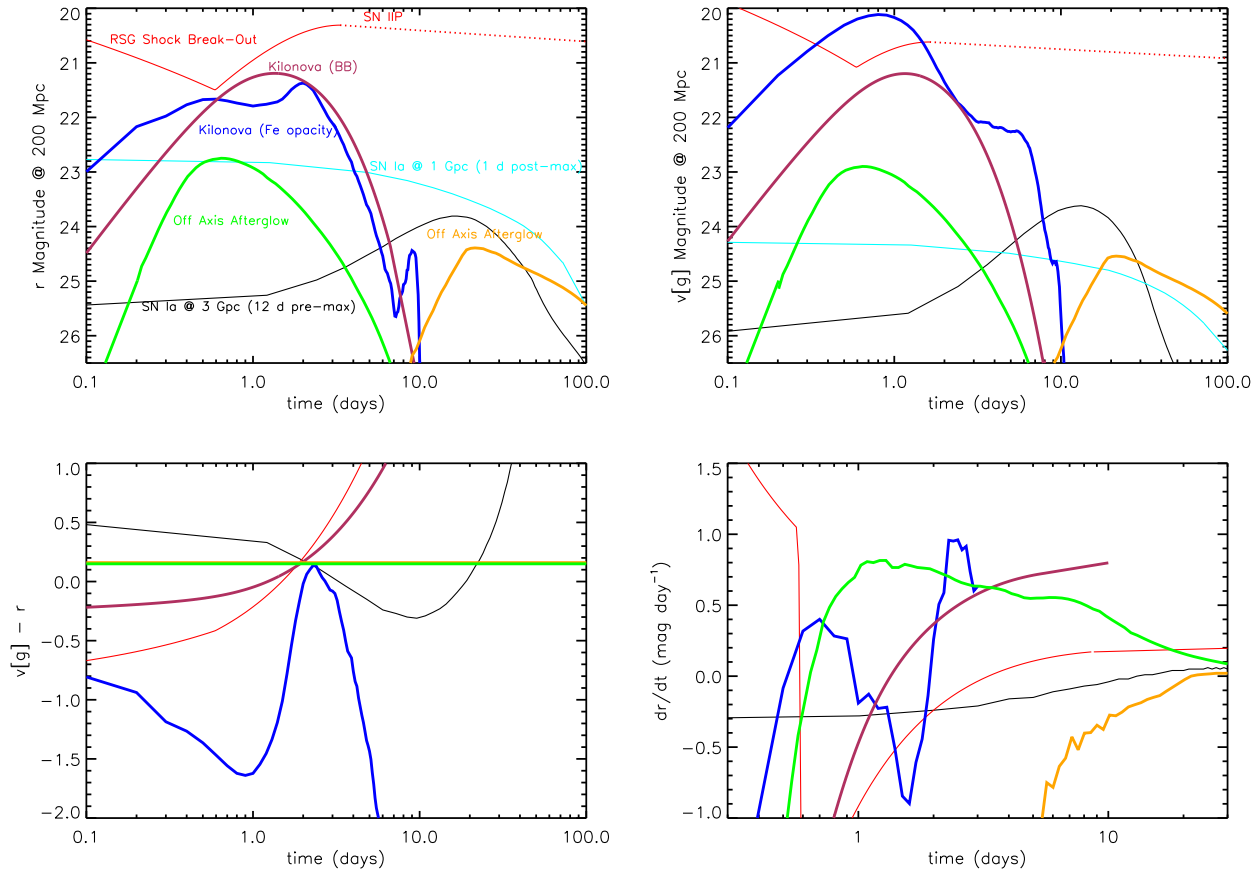 20
21
22
23
24
25
26
r Magnitude @ 200 Mpc
SN IIP
RSG Shock Break-Out
Kilonova (BB)
Kilonova (Fe opacity)
SN Ia @ 1 Gpc (1 d post-max)
Off Axis Afterglow
Off Axis Afterglow
SN Ia @ 3 Gpc (12 d pre-max)
0.1 1.0 10.0 100.0
time (days)
20
21
22
23
24
25
26
v[g] Magnitude @ 200 Mpc
0.1 1.0 10.0 100.0
time (days)
1.0
0.5
0.0
-0.5
-1.0
-1.5
-2.0
v[g] - r
0.1 1.0 10.0 100.0
time (days)
1.5
1.0
0.5
0.0
-0.5
-1.0
dr/dt (mag day⁻¹)
1 10
time (days)